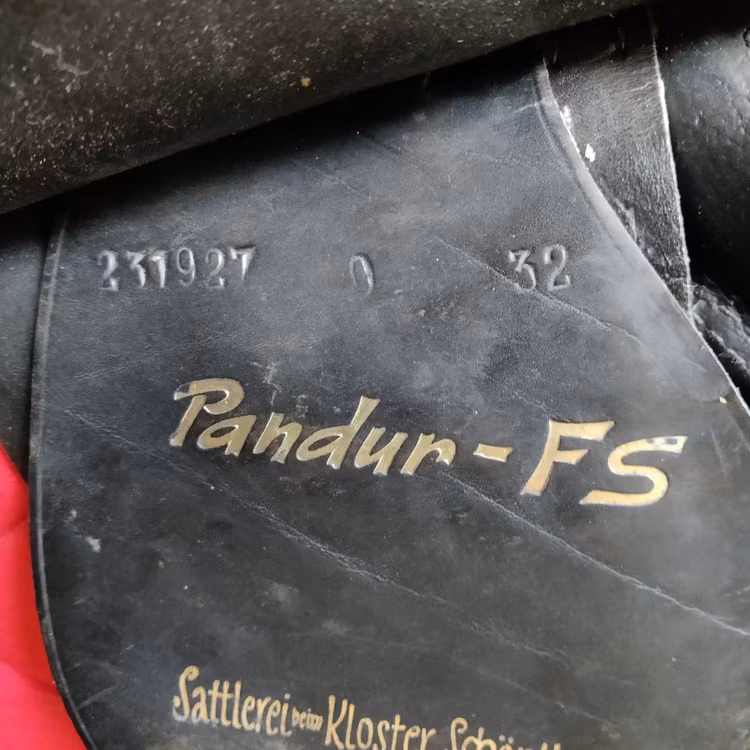 231927 0 32
Pandur-FS
Sattlerei beim Kloster